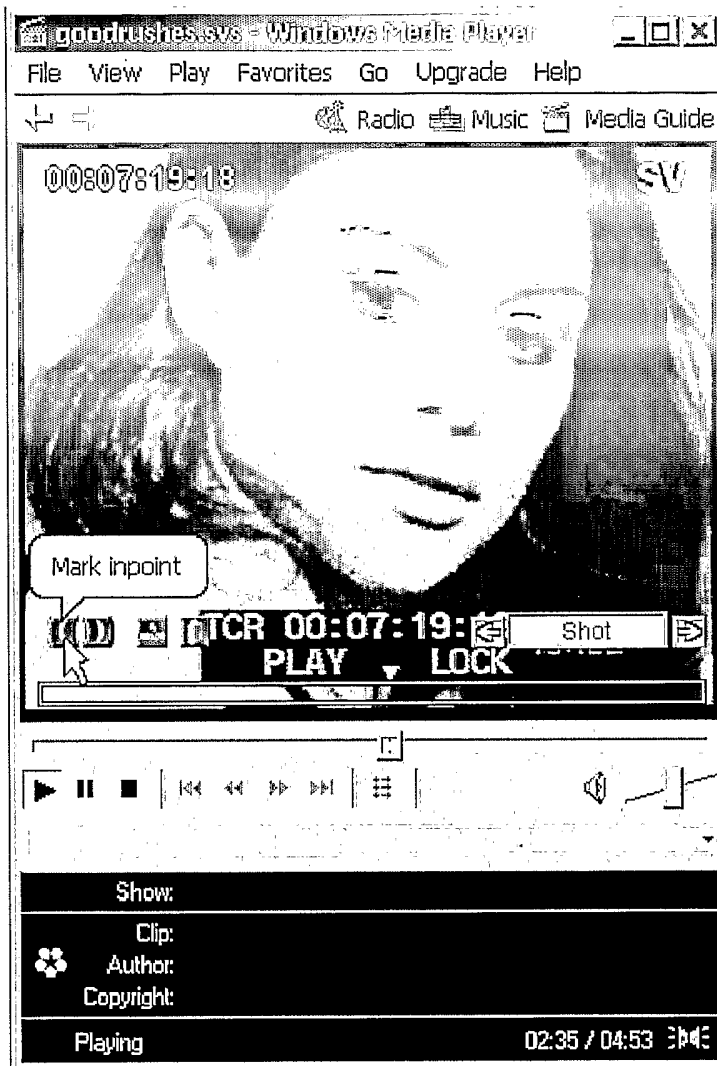 goodrushes.svs - Windows Media Player
File View Play Favorites Go Upgrade Help
Radio Music Media Guide
00:07:19:18
SV
Mark inpoint
TCR 00:07:19:
Shot
PLAY LOCK
Show:
Clip:
Author:
Copyright:
Playing 02:35 / 04:53